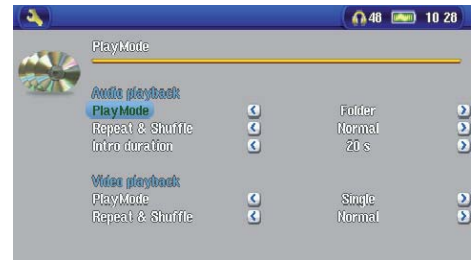 48 10 28
PlayMode
Audio playback
PlayMode Folder
Repeat & Shuffle Normal
Intro duration 20 s
Video playback
PlayMode Single
Repeat & Shuffle Normal